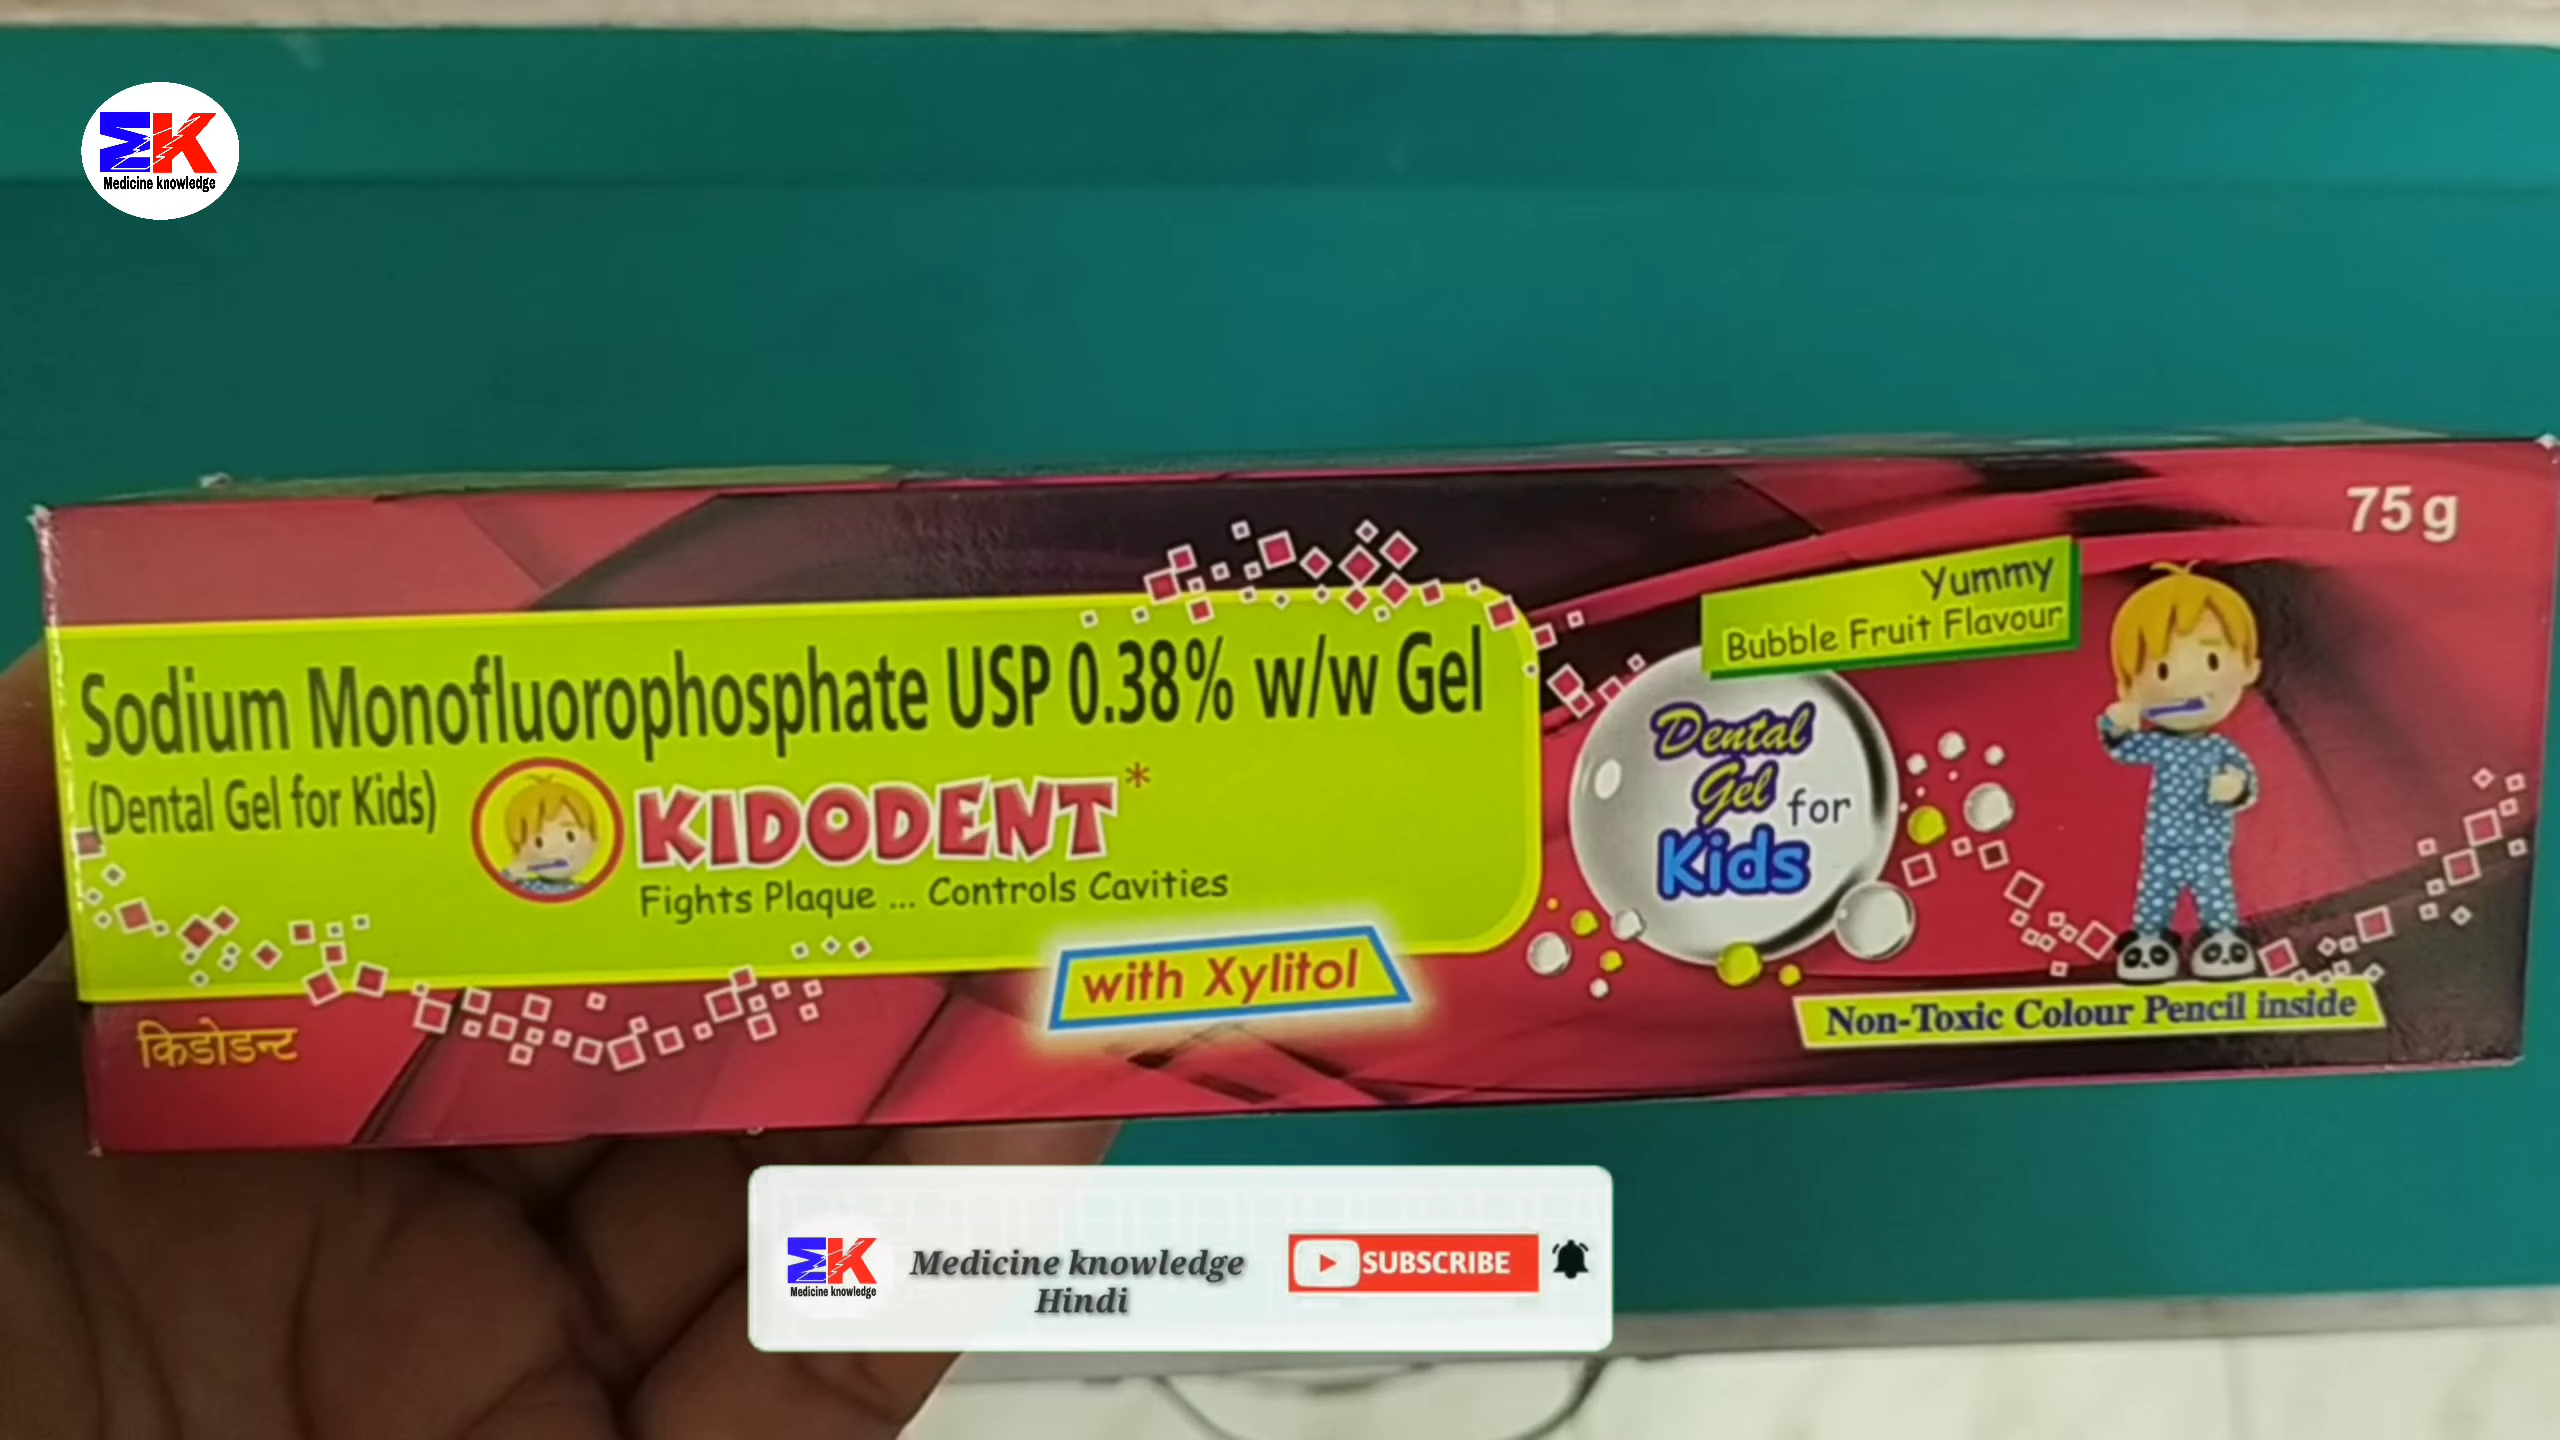 Medicine knowledge
75 g
Yummy
Bubble Fruit Flavour
Sodium Monofluorophosphate USP 0.38% w/w Gel
(Dental Gel for Kids)
KIDODENT*
Fights Plaque ... Controls Cavities
with Xylitol
Dental
Gel for
Kids
Non-Toxic Colour Pencil inside
किडोडन्ट
Medicine knowledge
Medicine knowledge
Hindi
SUBSCRIBE